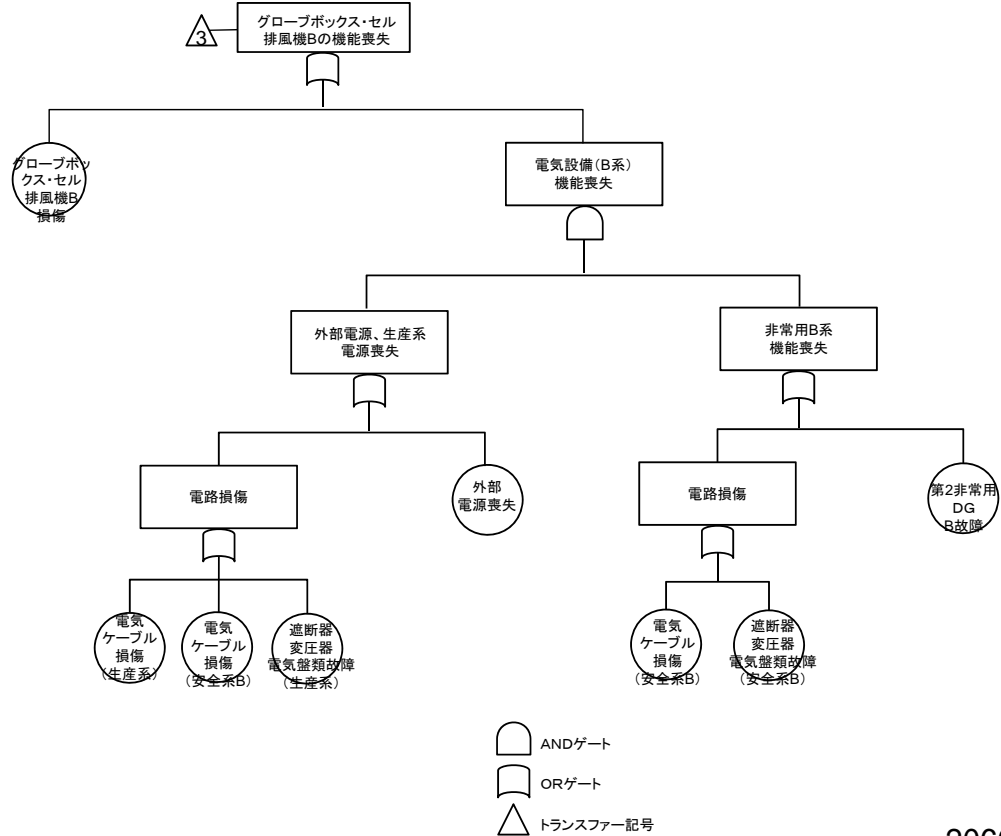 3
グローブボックス・セル
排風機Bの機能喪失
グローブボッ
クス・セル
排風機B
損傷
電気設備(B系)
機能喪失
外部電源、生産系
電源喪失
非常用B系
機能喪失
電路損傷
外部
電源喪失
電路損傷
第2非常用
DG
B故障
電気
ケーブル
損傷
(生産系)
電気
ケーブル
損傷
(安全系B)
遮断器
変圧器
電気盤類故障
(生産系)
電気
ケーブル
損傷
(安全系B)
遮断器
変圧器
電気盤類故障
(安全系B)
ANDゲート
ORゲート
トランスファー記号